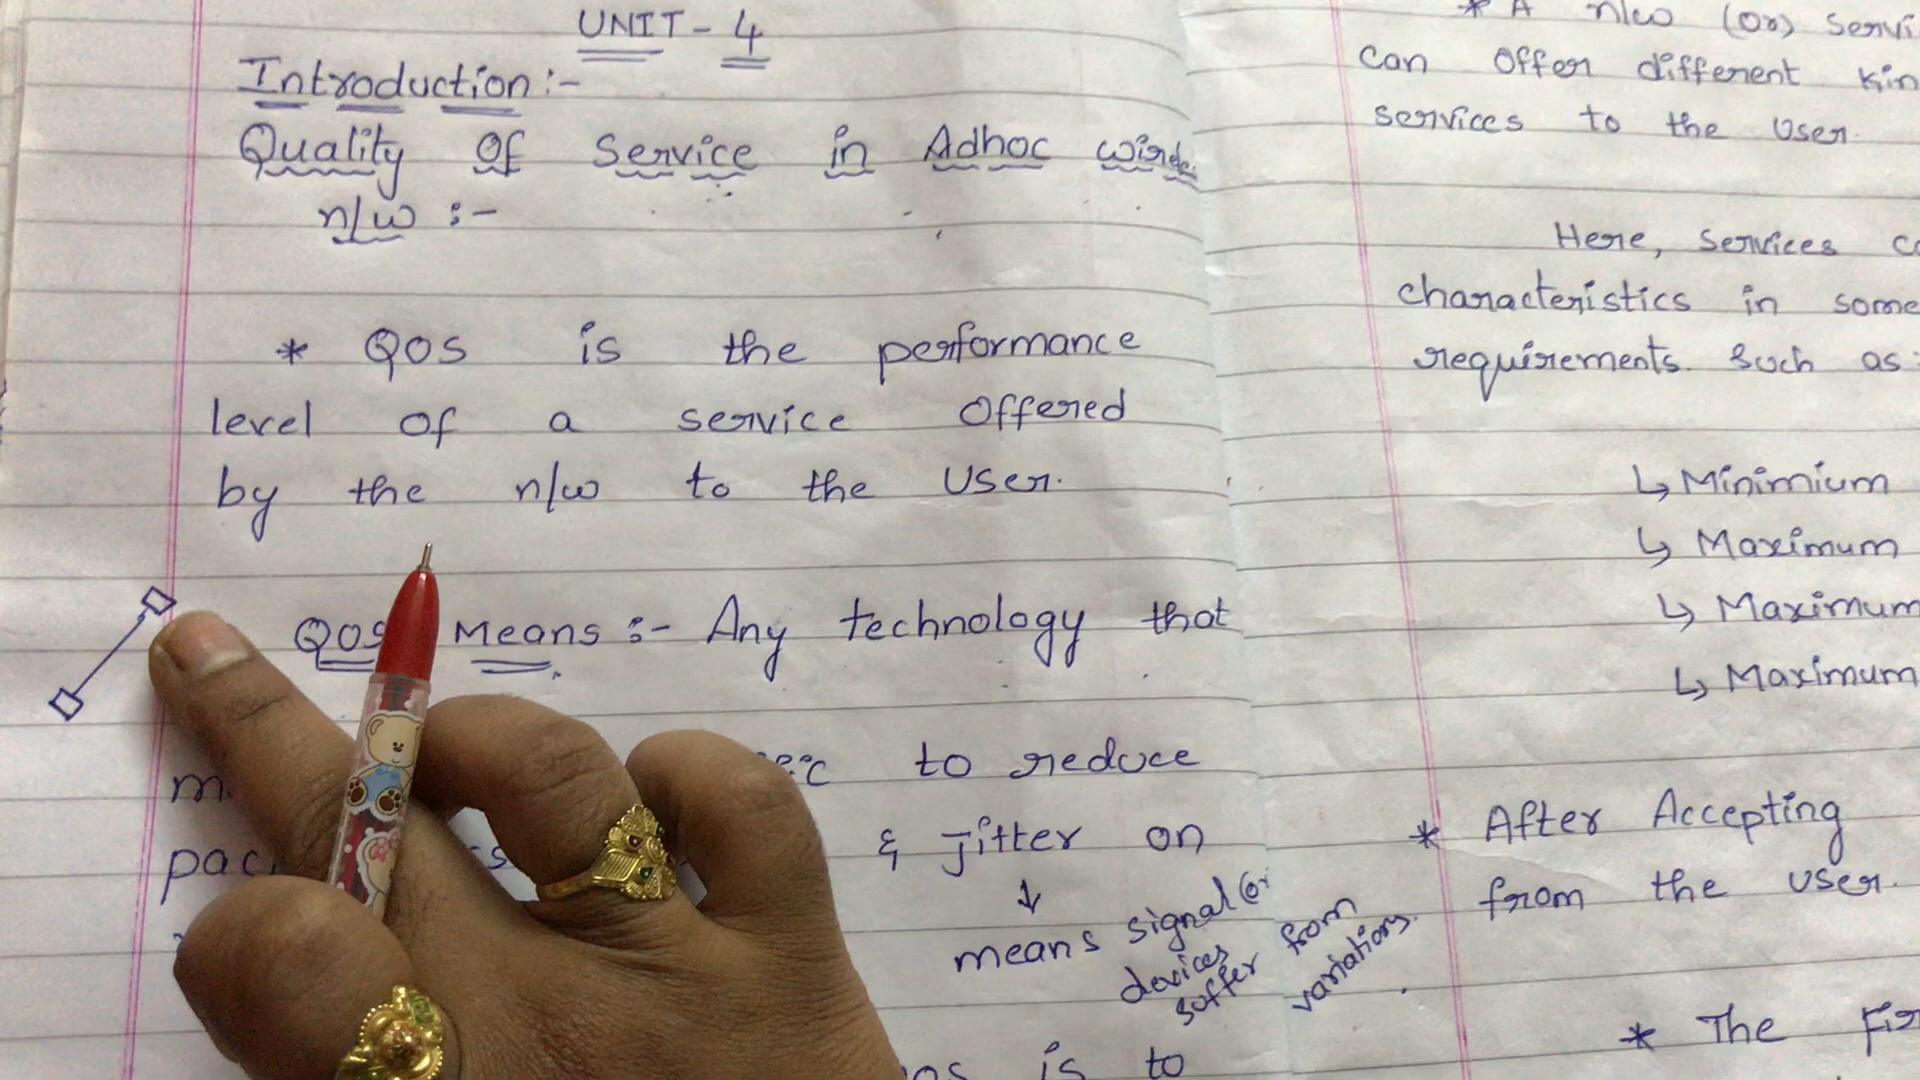 UNIT - 4
Introduction :-
Quality Of Service in Adhoc
n/w :-
* QOS is the performance
level of a service Offered
by the n/w to the User.
QOS Means :- Any technology that
to reduce
& Jitter on
↓
means signal (or
devices
suffer from
variations.
is to
* A n/w (or)
Can Offer different
services to the User.
Here, Services
characteristics in some
requirements. Such as :
↳ Minimium
↳ Maximum
↳ Maximum
↳ Maximum
* After Accepting
from the User.
* The